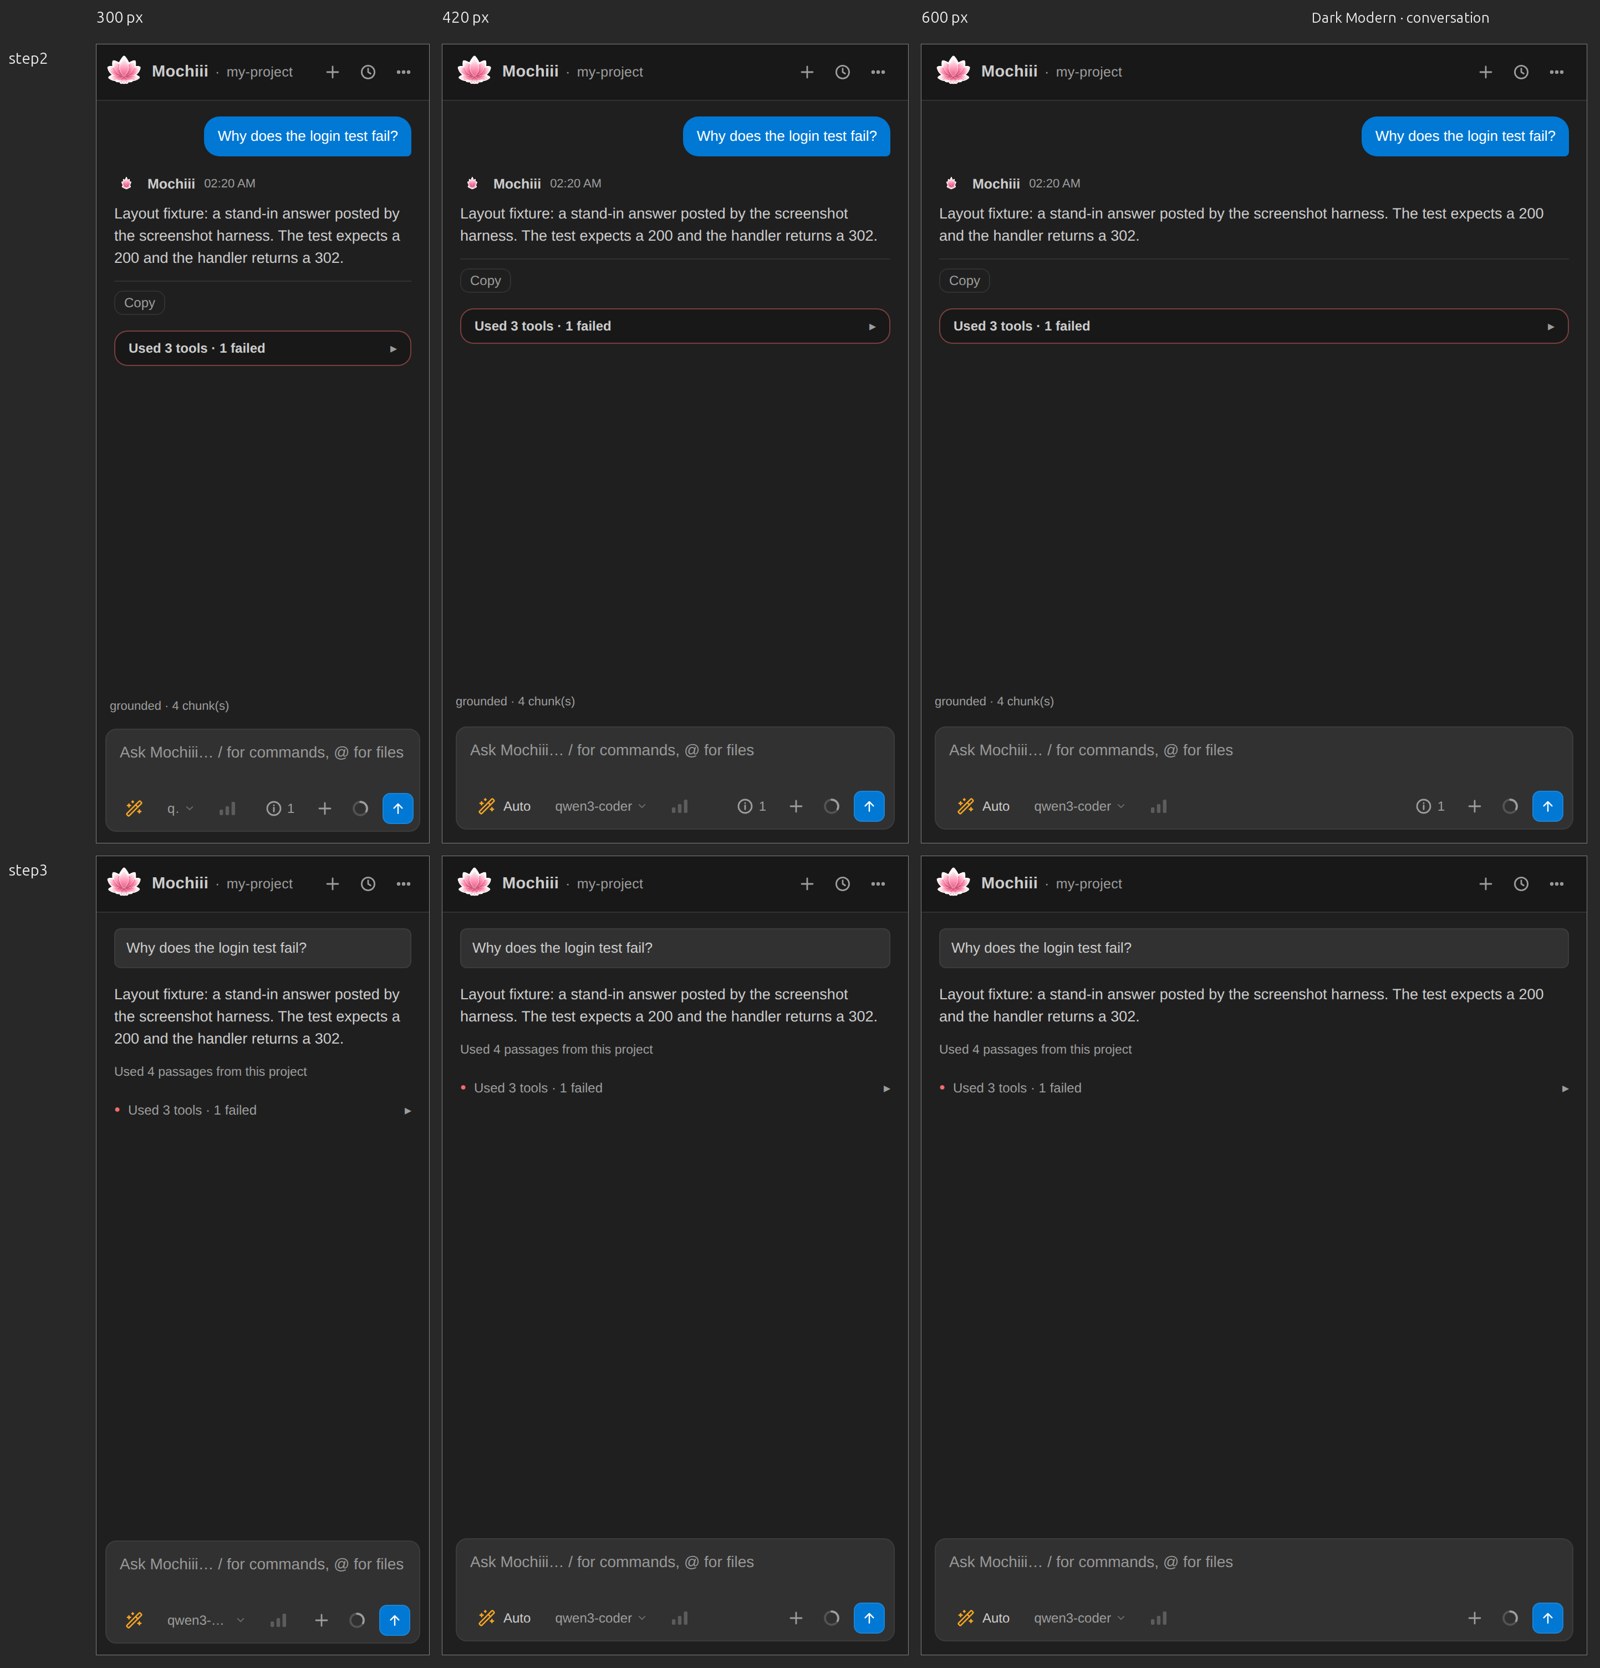 300 px
420 px
600 px
Dark Modern · conversation
step2
Mochiii · my-project
Why does the login test fail?
Mochiii 02:20 AM
Layout fixture: a stand-in answer posted by
the screenshot harness. The test expects a
200 and the handler returns a 302.
Copy
Used 3 tools · 1 failed
grounded · 4 chunk(s)
Ask Mochiii... / for commands, @ for files
q.
1
Mochiii · my-project
Why does the login test fail?
Mochiii 02:20 AM
Layout fixture: a stand-in answer posted by the screenshot
harness. The test expects a 200 and the handler returns a 302.
Copy
Used 3 tools · 1 failed
grounded · 4 chunk(s)
Ask Mochiii... / for commands, @ for files
Auto qwen3-coder 1
Mochiii · my-project
Why does the login test fail?
Mochiii 02:20 AM
Layout fixture: a stand-in answer posted by the screenshot harness. The test expects a 200
and the handler returns a 302.
Copy
Used 3 tools · 1 failed
grounded · 4 chunk(s)
Ask Mochiii... / for commands, @ for files
Auto qwen3-coder 1
step3
Mochiii · my-project
Why does the login test fail?
Layout fixture: a stand-in answer posted by
the screenshot harness. The test expects a
200 and the handler returns a 302.
Used 4 passages from this project
• Used 3 tools · 1 failed
Ask Mochiii... / for commands, @ for files
qwen3-...
Mochiii · my-project
Why does the login test fail?
Layout fixture: a stand-in answer posted by the screenshot
harness. The test expects a 200 and the handler returns a 302.
Used 4 passages from this project
• Used 3 tools · 1 failed
Ask Mochiii... / for commands, @ for files
Auto qwen3-coder
Mochiii · my-project
Why does the login test fail?
Layout fixture: a stand-in answer posted by the screenshot harness. The test expects a 200
and the handler returns a 302.
Used 4 passages from this project
• Used 3 tools · 1 failed
Ask Mochiii... / for commands, @ for files
Auto qwen3-coder